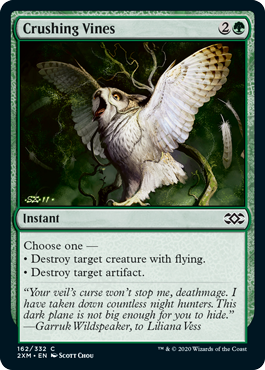 Crushing Vines 2
Instant
Choose one —
• Destroy target creature with flying.
• Destroy target artifact.
“Your veil's curse won't stop me, deathmage. I
have taken down countless night hunters. This
dark plane is not big enough for you to hide.”
—Garruk Wildspeaker, to Liliana Vess
162/332 C
2XM • EN Scott Chou
™ & © 2020 Wizards of the Coast